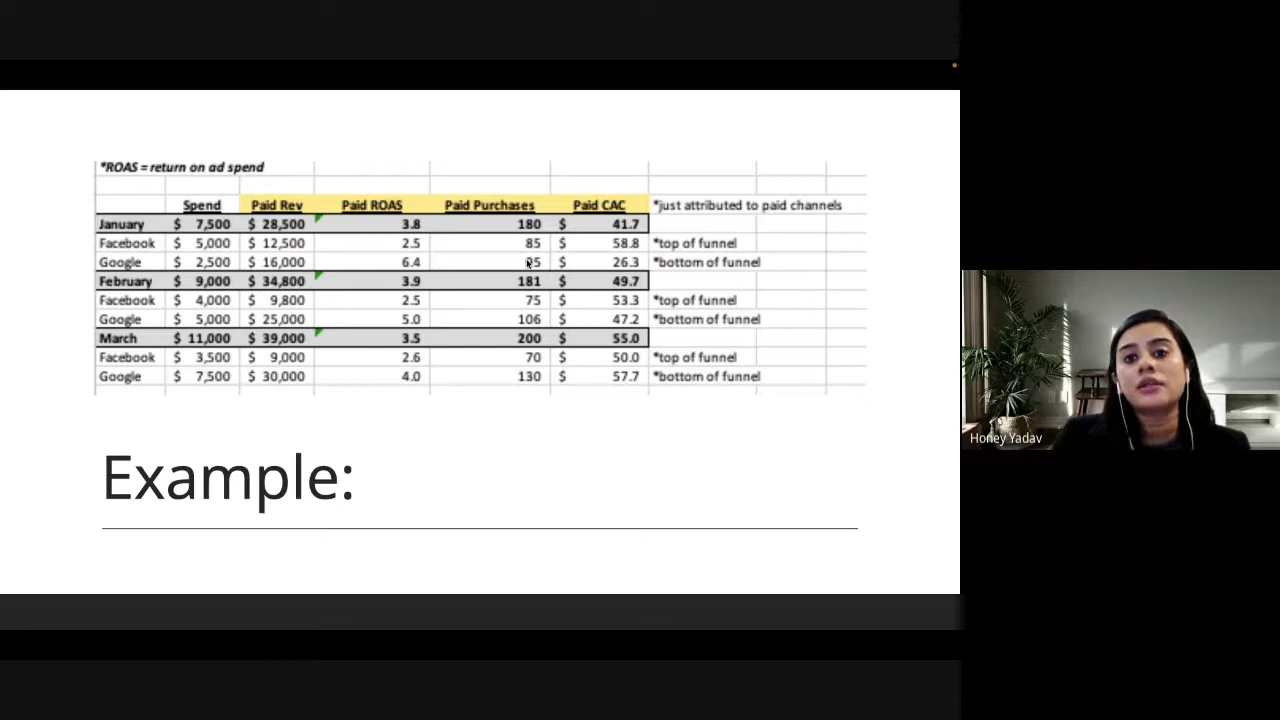 *ROAS = return on ad spend
Spend Paid Rev Paid ROAS Paid Purchases Paid CAC *just attributed to paid channels
January $ 7,500 $ 28,500 3.8 180 $ 41.7
Facebook $ 5,000 $ 12,500 2.5 85 $ 58.8 *top of funnel
Google $ 2,500 $ 16,000 6.4 95 $ 26.3 *bottom of funnel
February $ 9,000 $ 34,800 3.9 181 $ 49.7
Facebook $ 4,000 $ 9,800 2.5 75 $ 53.3 *top of funnel
Google $ 5,000 $ 25,000 5.0 106 $ 47.2 *bottom of funnel
March $ 11,000 $ 39,000 3.5 200 $ 55.0
Facebook $ 3,500 $ 9,000 2.6 70 $ 50.0 *top of funnel
Google $ 7,500 $ 30,000 4.0 130 $ 57.7 *bottom of funnel
Example:
Honey Yadav